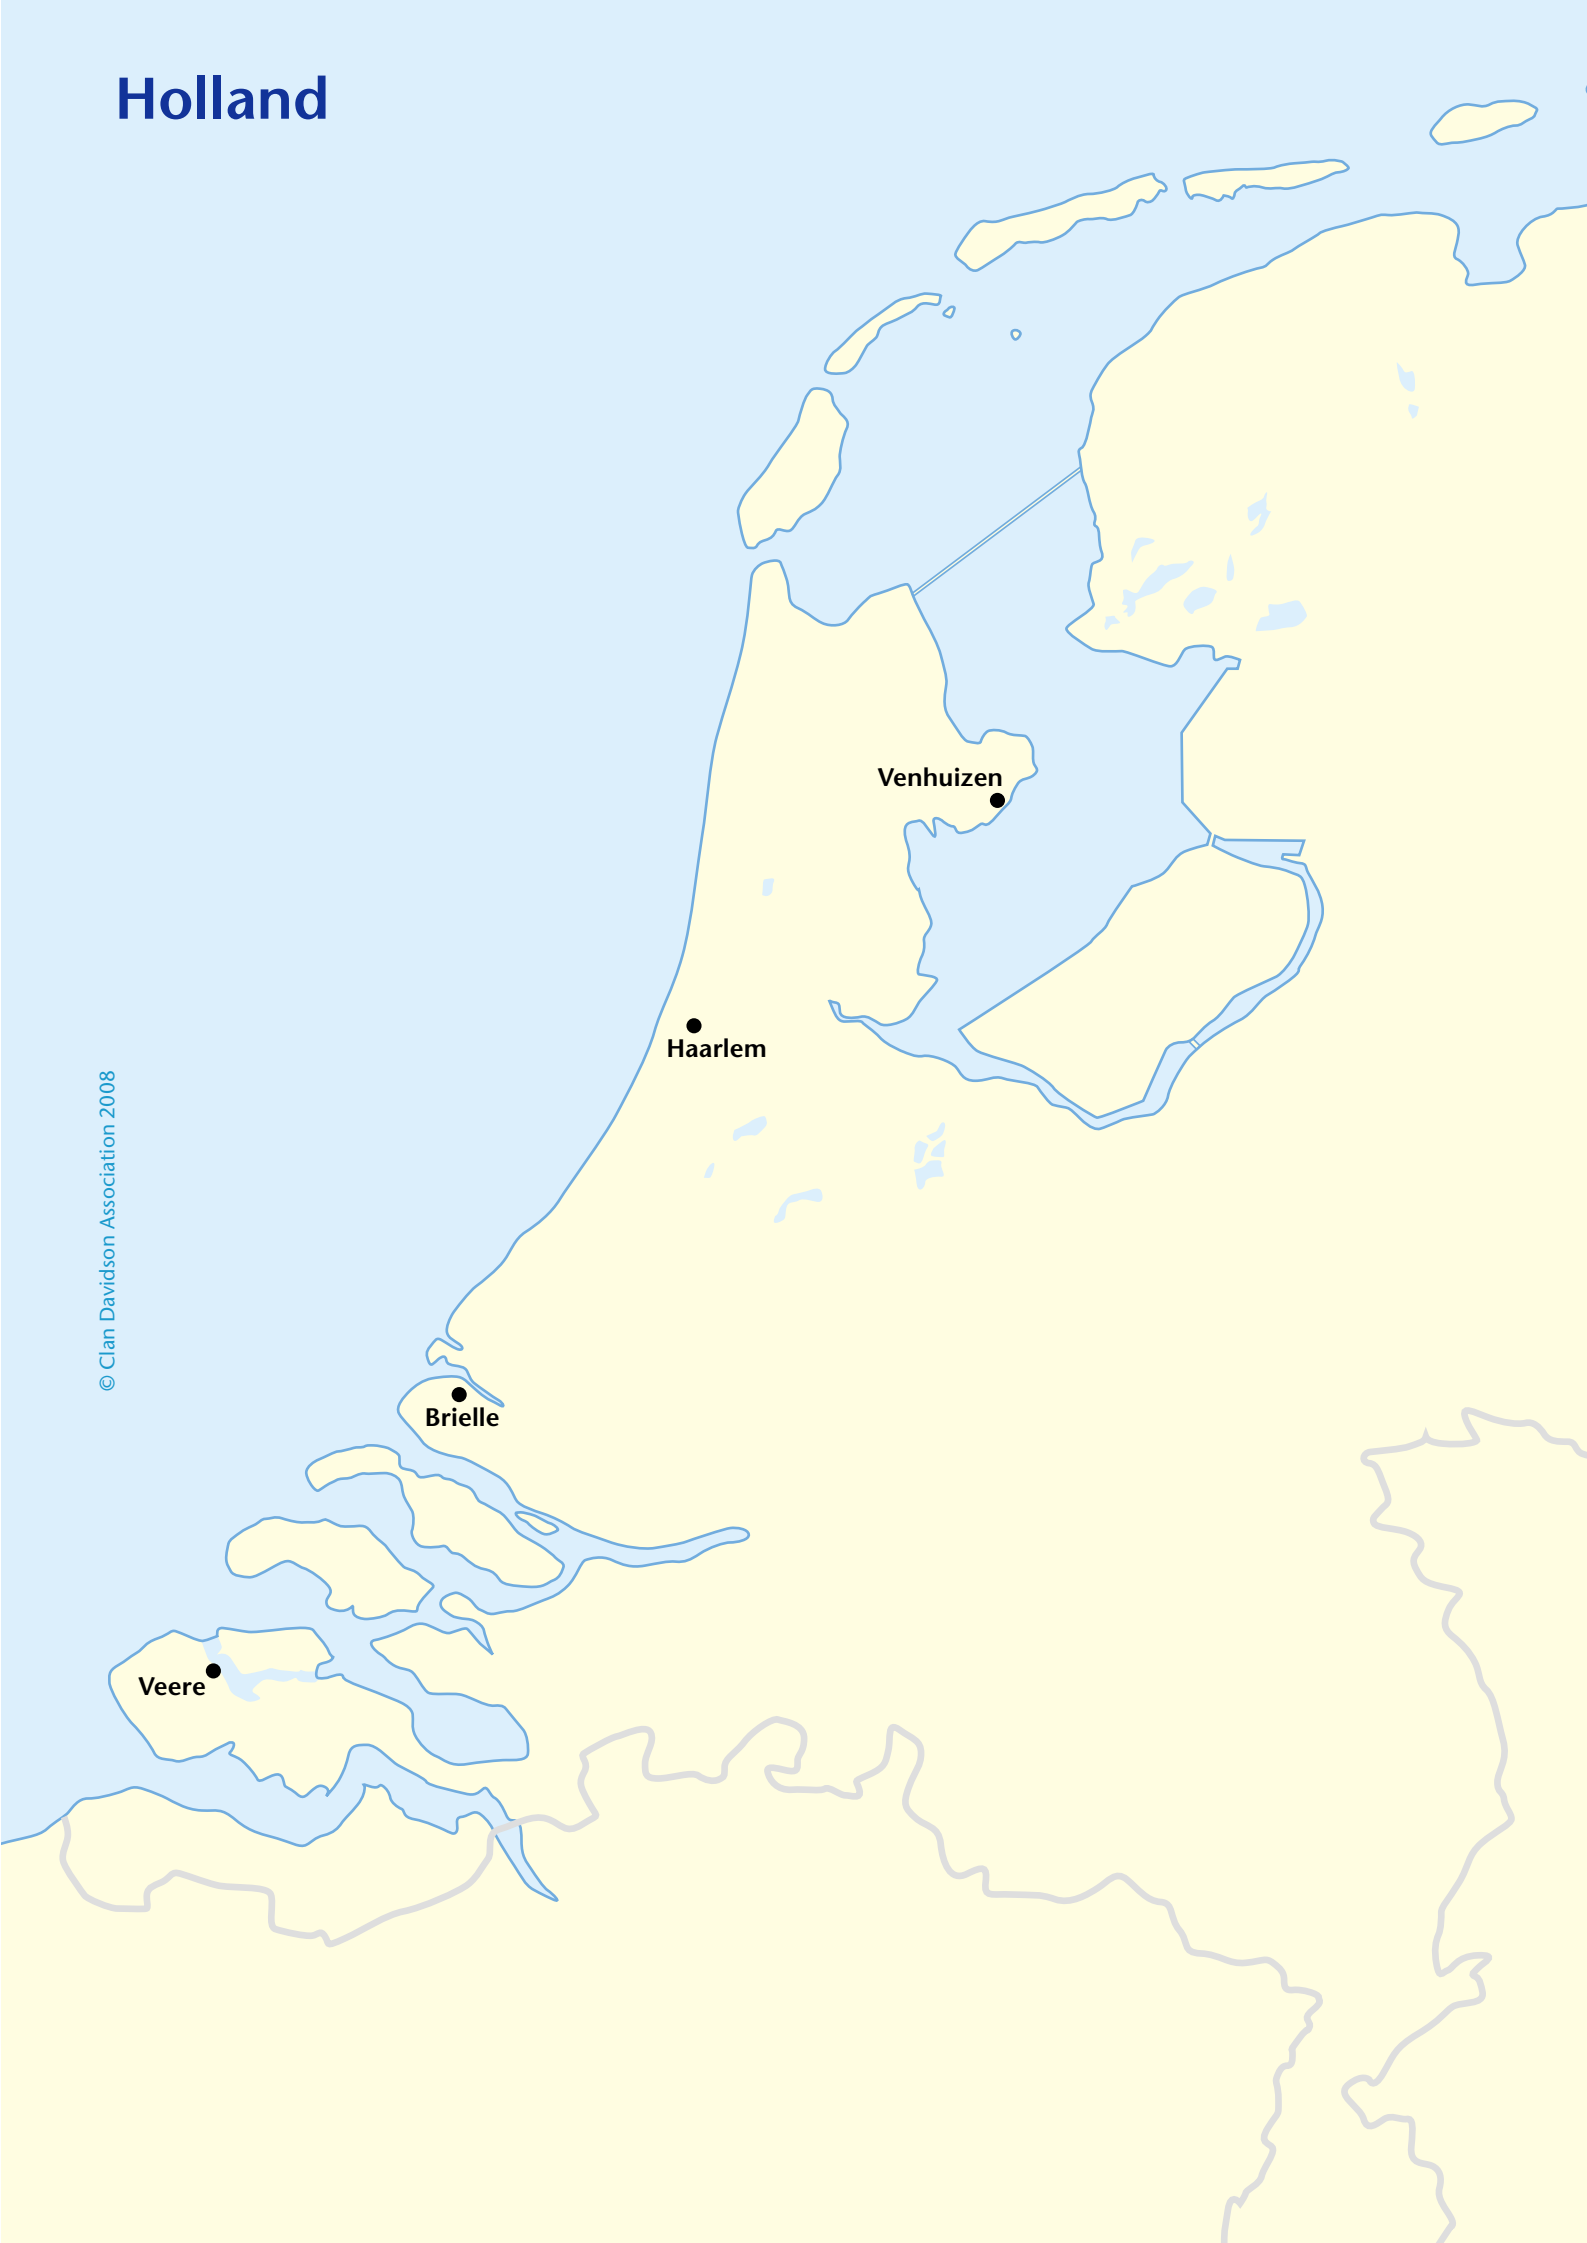 Holland
Venhuizen
Haarlem
© Clan Davidson Association 2008
Brielle
Veere